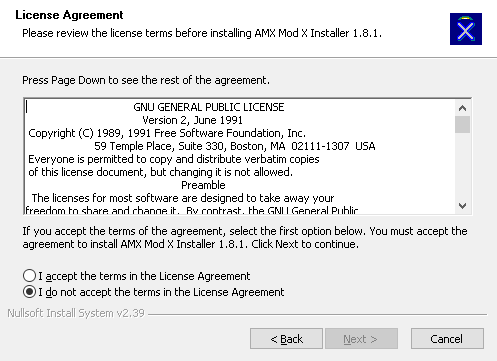 License Agreement
Please review the license terms before installing AMX Mod X Installer 1.8.1.
Press Page Down to see the rest of the agreement.
GNU GENERAL PUBLIC LICENSE
Version 2, June 1991
Copyright (C) 1989, 1991 Free Software Foundation, Inc.
59 Temple Place, Suite 330, Boston, MA 02111-1307 USA
Everyone is permitted to copy and distribute verbatim copies
of this license document, but changing it is not allowed.
Preamble
The licenses for most software are designed to take away your
freedom to share and change it. By contrast, the GNU General Public
If you accept the terms of the agreement, select the first option below. You must accept the
agreement to install AMX Mod X Installer 1.8.1. Click Next to continue.
I accept the terms in the License Agreement
I do not accept the terms in the License Agreement
Nullsoft Install System v2.39
< Back
Next >
Cancel